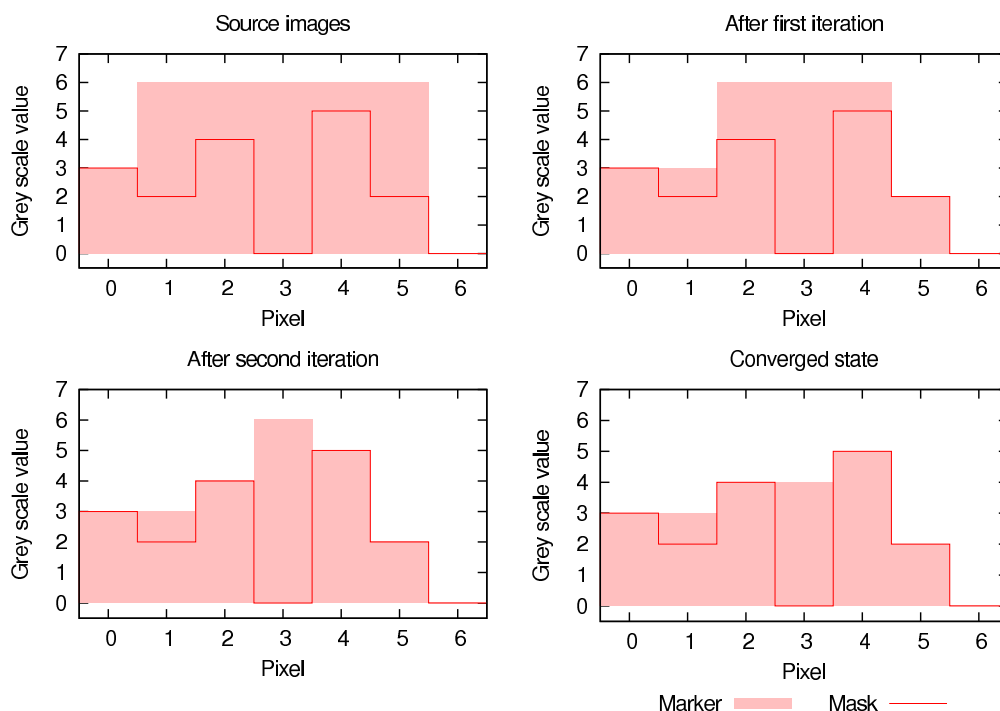 Source images
Grey scale value
7
6
5
4
3
2
1
0
0 1 2 3 4 5 6
Pixel
After first iteration
Grey scale value
7
6
5
4
3
2
1
0
0 1 2 3 4 5 6
Pixel
After second iteration
Grey scale value
7
6
5
4
3
2
1
0
0 1 2 3 4 5 6
Pixel
Converged state
Grey scale value
7
6
5
4
3
2
1
0
0 1 2 3 4 5 6
Pixel
Marker Mask